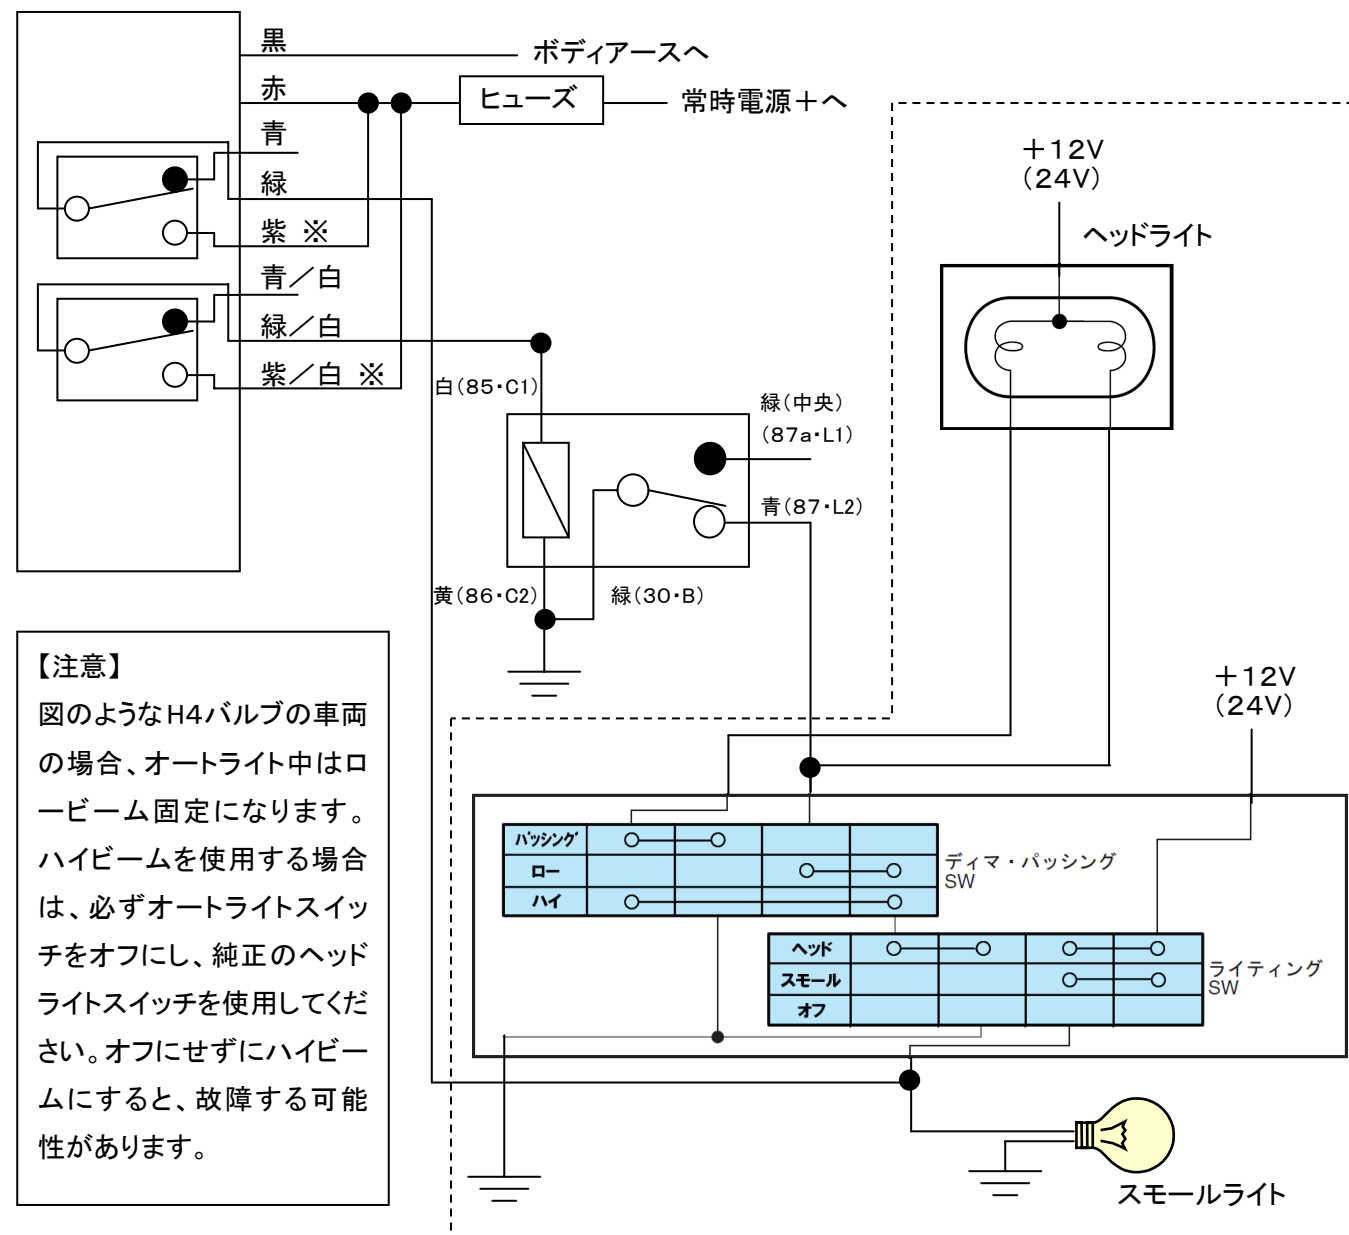 黒
ボディアースへ
赤
ヒューズ
常時電源＋へ
青
緑
紫 ※
青／白
緑／白
紫／白 ※
＋12V
(24V)
ヘッドライト
白(85・C1)
緑(中央)
(87a・L1)
青(87・L2)
黄(86・C2)
緑(30・B)
【注意】
図のようなH4バルブの車両
の場合、オートライト中はロ
ービーム固定になります。
ハイビームを使用する場合
は、必ずオートライトスイッ
チをオフにし、純正のヘッド
ライトスイッチを使用してくだ
さい。オフにせずにハイビー
ムにすると、故障する可能
性があります。
＋12V
(24V)
パッシング
ロー
ハイ
ディマ・パッシング
SW
ヘッド
スモール
オフ
ライティング
SW
スモールライト